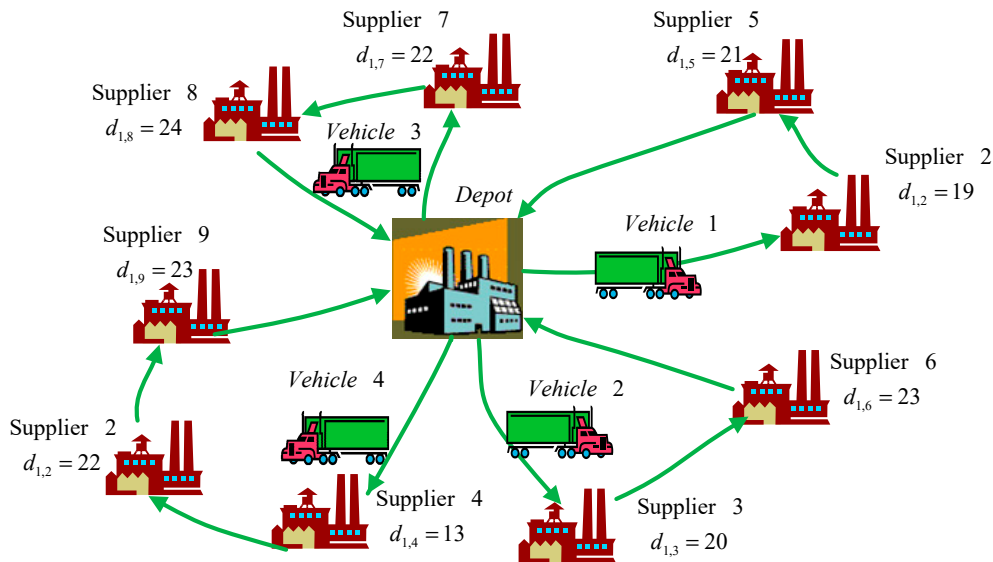 Supplier 7
d1,7 = 22
Supplier 5
d1,5 = 21
Supplier 8
d1,8 = 24
Vehicle 3
Supplier 2
d1,2 = 19
Depot
Vehicle 1
Supplier 9
d1,9 = 23
Supplier 6
d1,6 = 23
Vehicle 4
Vehicle 2
Supplier 2
d1,2 = 22
Supplier 4
d1,4 = 13
Supplier 3
d1,3 = 20